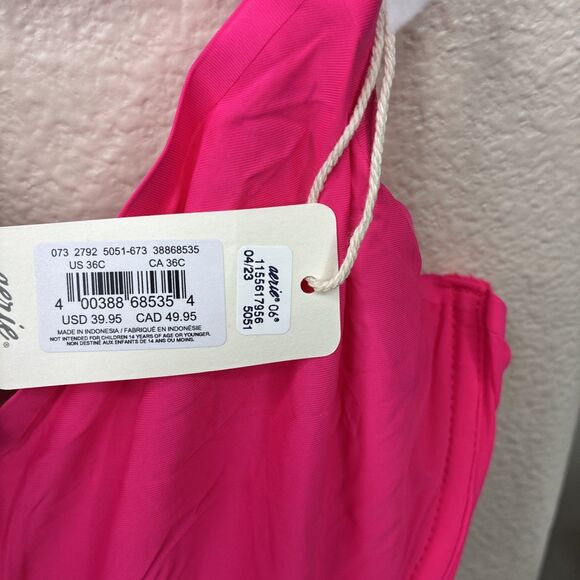 aerie®
073 2792 5051-673 38868535
US 36C CA 36C
4 00388 68535 4
USD 39.95 CAD 49.95
MADE IN INDONESIA / FABRIQUÉ EN INDONÉSIE
NOT INTENDED FOR CHILDREN 14 YEARS OF AGE OR YOUNGER.
NON DESTINÉ AUX ENFANTS DE 14 ANS OU MOINS.
aerie® 06®
1155617956
04/23 5051